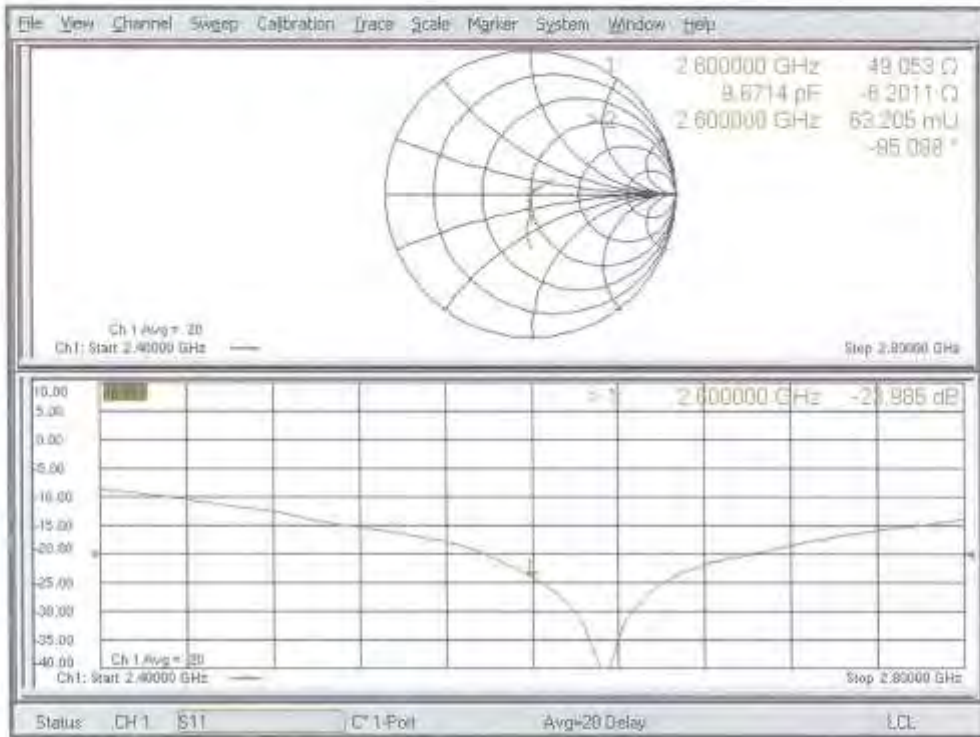 File View Channel Sweep Calibration Trace Scale Marker System Window Help
1 2.600000 GHz 49.053 Ω
9.8714 pF -6.2011 Ω
2.600000 GHz 63.205 mU
-95.098 °
Ch 1 Avg = 20
Ch1: Start 2.40000 GHz Stop 2.80000 GHz
10.00
> 1 2.600000 GHz -23.985 dB
5.00
0.00
-5.00
-10.00
-15.00
-20.00
-25.00
-30.00
-35.00
-40.00
Ch 1 Avg = 20
Ch1: Start 2.40000 GHz Stop 2.80000 GHz
Status CH 1 S11 C* 1-Port Avg=20 Delay LCL